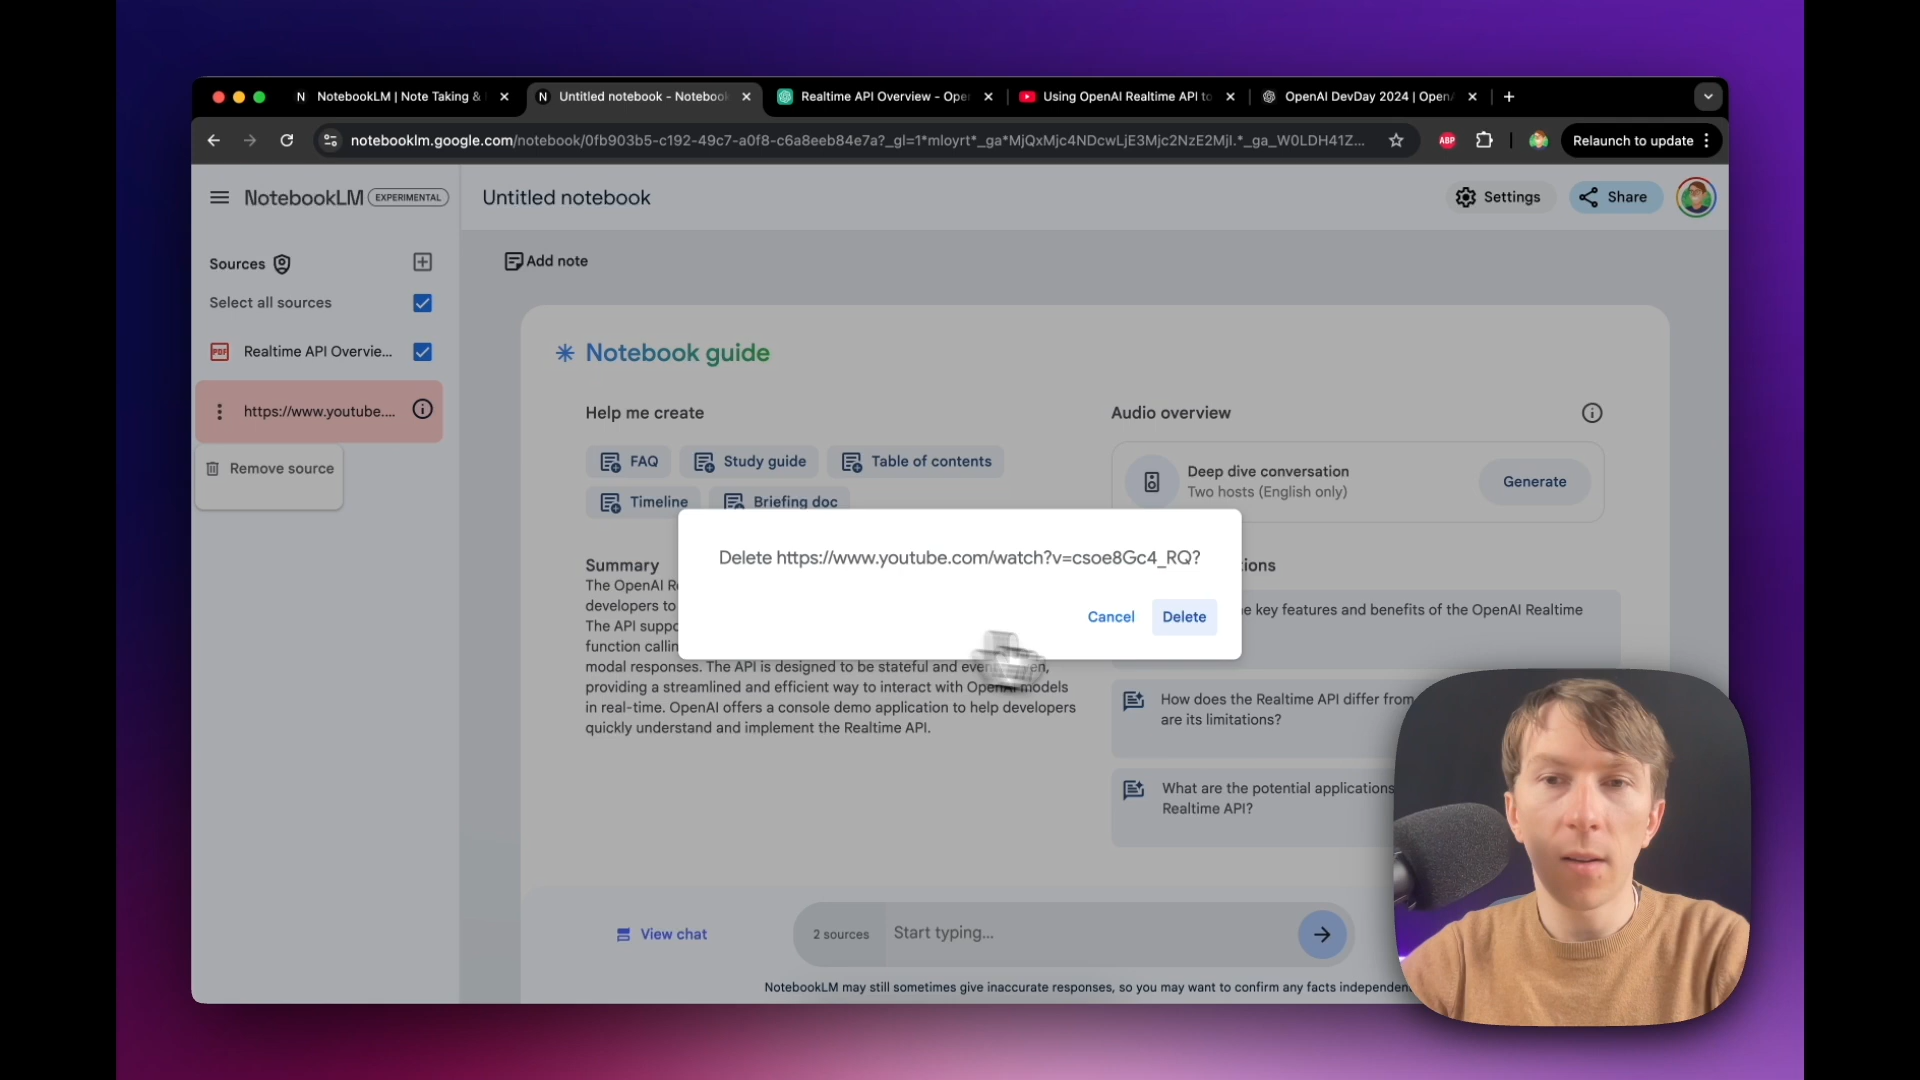 NotebookLM | Note Taking &
Untitled notebook - Notebook
Realtime API Overview - Ope
Using OpenAI Realtime API to
OpenAI DevDay 2024 | Open
notebooklm.google.com/notebook/0fb903b5-c192-49c7-a0f8-c6a8eeb84e7a?_gl=1*mloyrt*_ga*MjQxMjc4NDcwLjE3Mjc2NzE2MjI.*_ga_W0LDH41Z...
ABP
Relaunch to update
NotebookLM EXPERIMENTAL
Untitled notebook
Settings
Share
Sources
Add note
Select all sources
PDF
Realtime API Overvie...
https://www.youtube....
Remove source
Notebook guide
Help me create
FAQ
Study guide
Table of contents
Timeline
Briefing doc
Audio overview
Deep dive conversation
Two hosts (English only)
Generate
Delete https://www.youtube.com/watch?v=csoe8Gc4_RQ?
Cancel
Delete
Summary
The OpenAI R
developers to
The API suppo
function callin
modal responses. The API is designed to be stateful and
providing a streamlined and efficient way to interact with OpenAI models
in real-time. OpenAI offers a console demo application to help developers
quickly understand and implement the Realtime API.
ions
e key features and benefits of the OpenAI Realtime
How does the Realtime API differ from
are its limitations?
What are the potential applications
Realtime API?
View chat
2 sources
Start typing...
NotebookLM may still sometimes give inaccurate responses, so you may want to confirm any facts independen